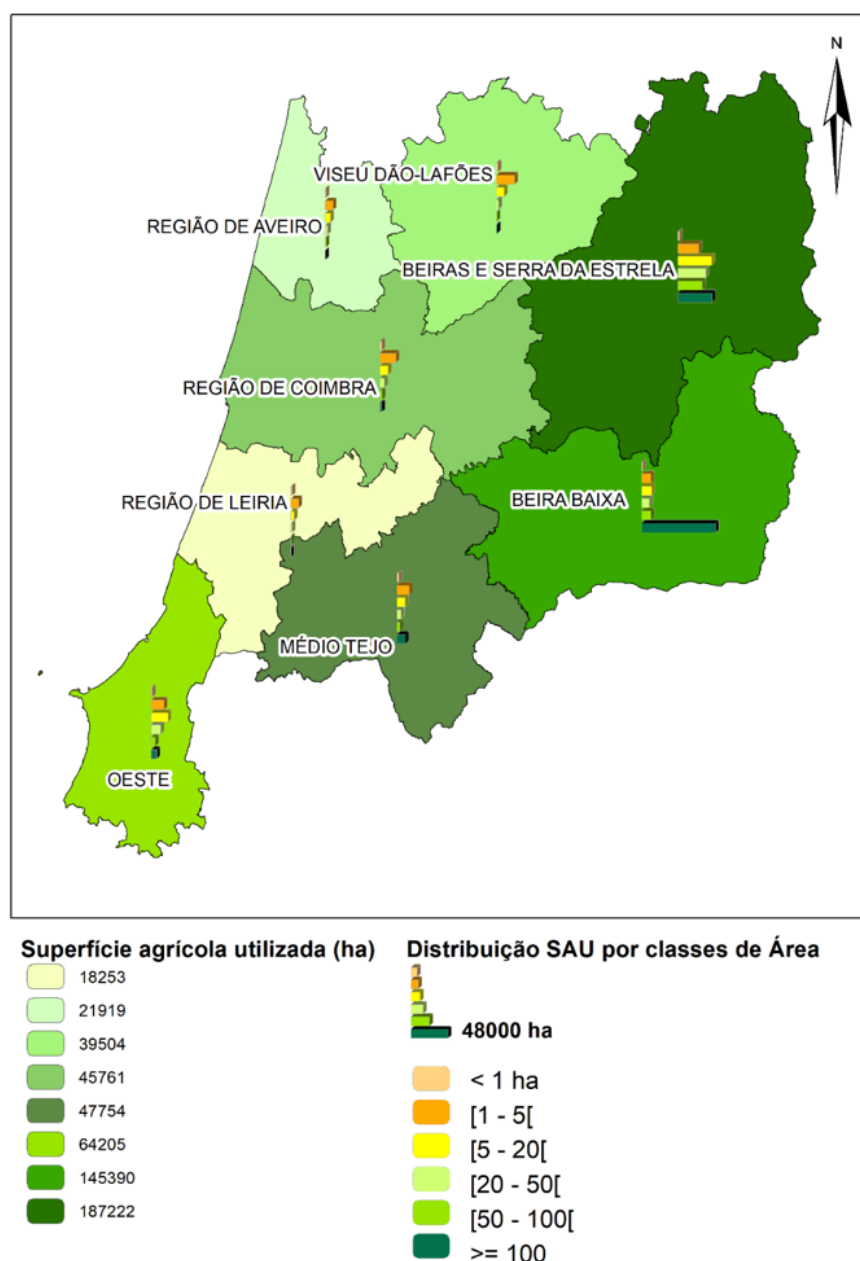 N
VISEU DÃO-LAFÕES
REGIÃO DE AVEIRO
BEIRAS E SERRA DA ESTRELA
REGIÃO DE COIMBRA
REGIÃO DE LEIRIA
BEIRA BAIXA
MÉDIO TEJO
OESTE
Superfície agrícola utilizada (ha)
18253
21919
39504
45761
47754
64205
145390
187222
Distribuição SAU por classes de Área
48000 ha
< 1 ha
[1 - 5[
[5 - 20[
[20 - 50[
[50 - 100[
>= 100